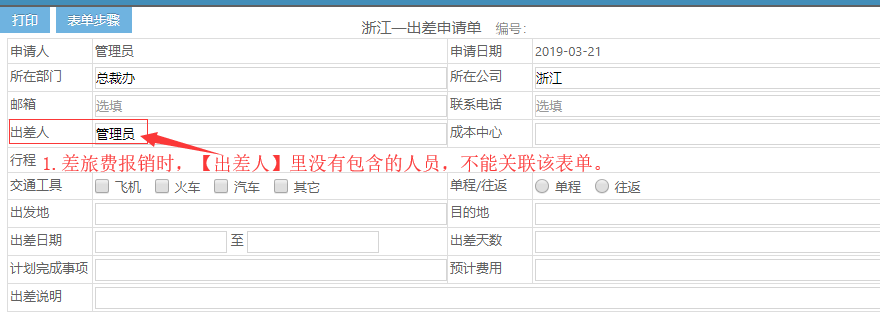 打印 表单步骤
浙江—出差申请单 编号：
申请人 管理员 申请日期 2019-03-21
所在部门 总裁办 所在公司 浙江
邮箱 选填 联系电话 选填
出差人 管理员 成本中心
行程 1.差旅费报销时，【出差人】里没有包含的人员，不能关联该表单。
交通工具 飞机 火车 汽车 其它 单程/往返 单程 往返
出发地 目的地
出差日期 至 出差天数
计划完成事项 预计费用
出差说明